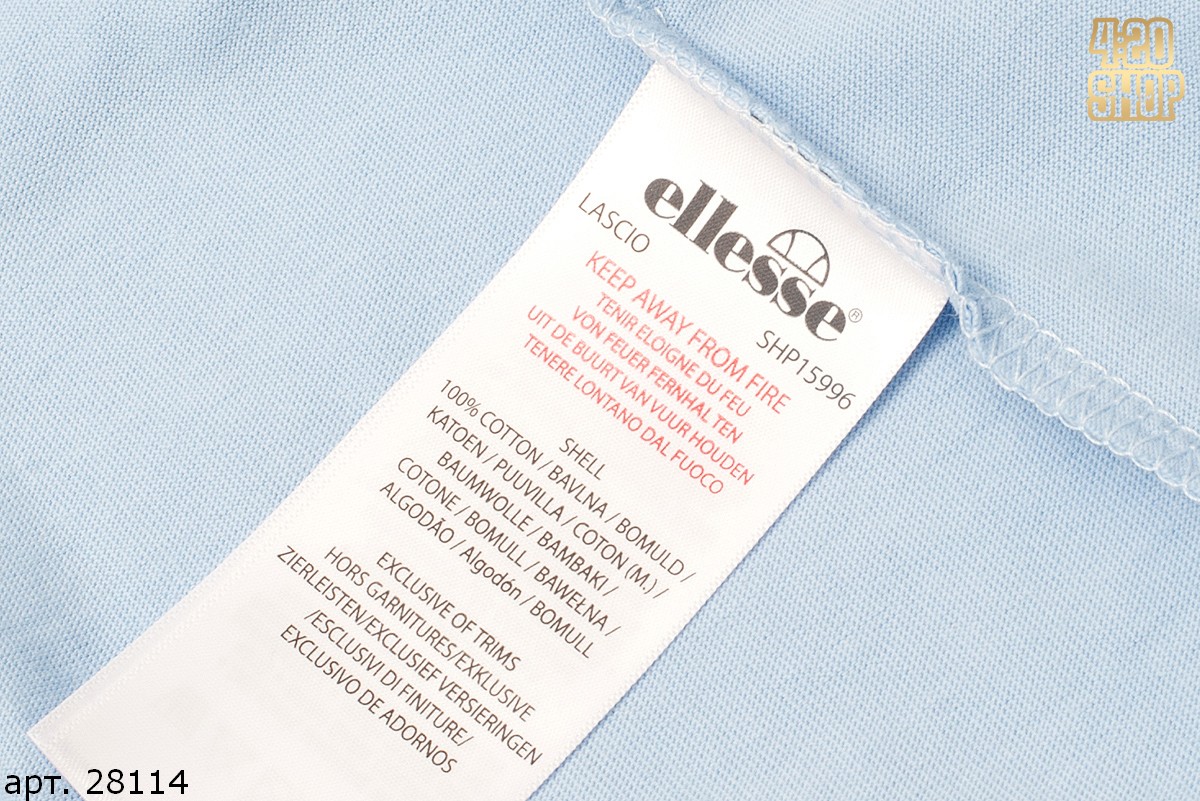 4:20
SHOP
ellesse®
LASCIO SHP15996
KEEP AWAY FROM FIRE
TENIR ELOIGNE DU FEU
VON FEUER FERNHAL TEN
UIT DE BUURT VAN VUUR HOUDEN
TENERE LONTANO DAL FUOCO
SHELL
100% COTTON / BAVLNA / BOMULD /
KATOEN / PUUVILLA / COTON (M.) /
BAUMWOLLE / BAMBAKI /
COTONE / BOMULL / BAWEŁNA /
ALGODÃO / Algodón / BOMULL
EXCLUSIVE OF TRIMS
HORS GARNITURES/EXKLUSIVE
ZIERLEISTEN/EXCLUSIEF VERSIERINGEN
/ESCLUSIVI DI FINITURE/
EXCLUSIVO DE ADORNOS
арт. 28114